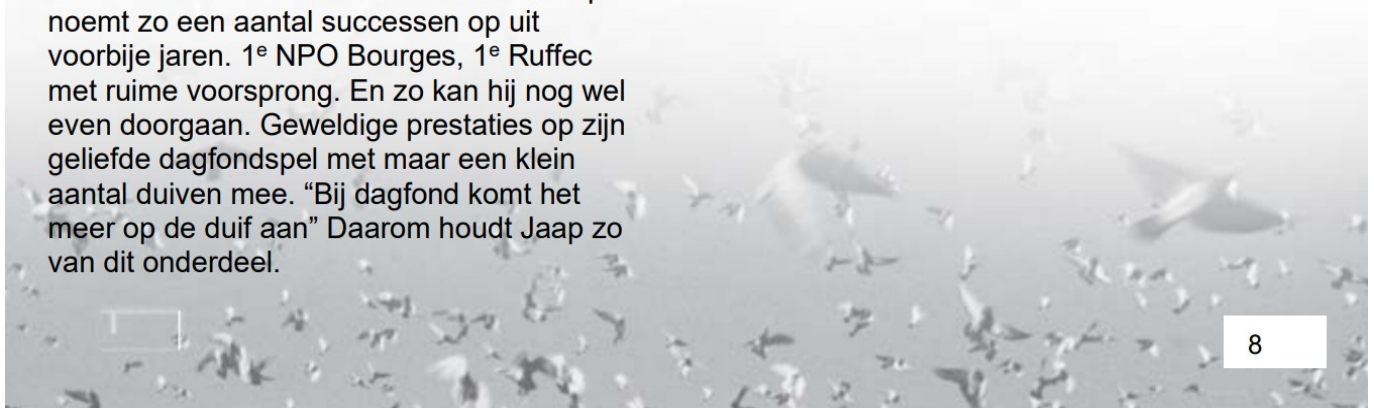 noemt zo een aantal successen op uit
voorbije jaren. 1ᵉ NPO Bourges, 1ᵉ Ruffec
met ruime voorsprong. En zo kan hij nog wel
even doorgaan. Geweldige prestaties op zijn
geliefde dagfondspel met maar een klein
aantal duiven mee. “Bij dagfond komt het
meer op de duif aan” Daarom houdt Jaap zo
van dit onderdeel.
8